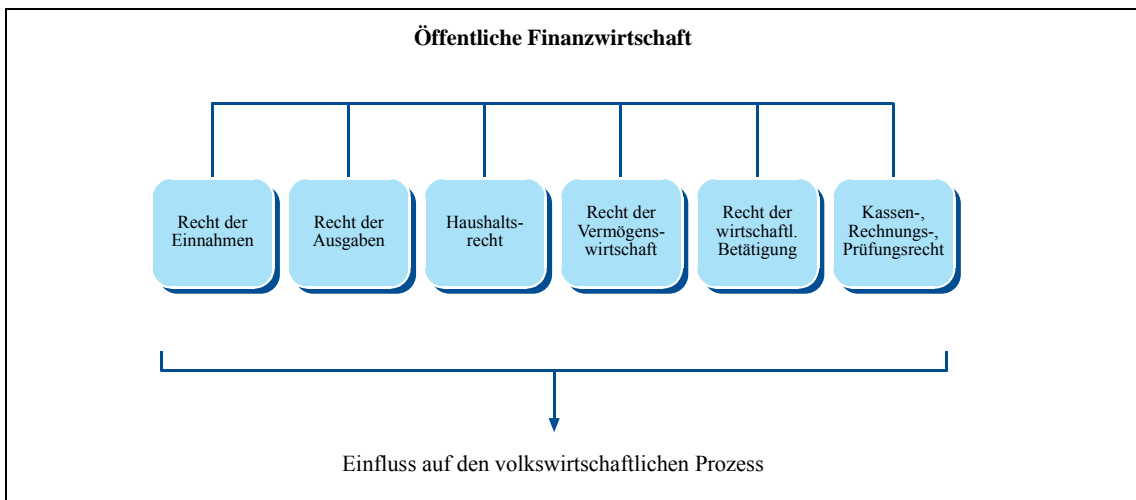 Öffentliche Finanzwirtschaft
Recht der
Einnahmen
Recht der
Ausgaben
Haushalts-
recht
Recht der
Vermögens-
wirtschaft
Recht der
wirtschaftl.
Betätigung
Kassen-,
Rechnungs-,
Prüfungsrecht
Einfluss auf den volkswirtschaftlichen Prozess